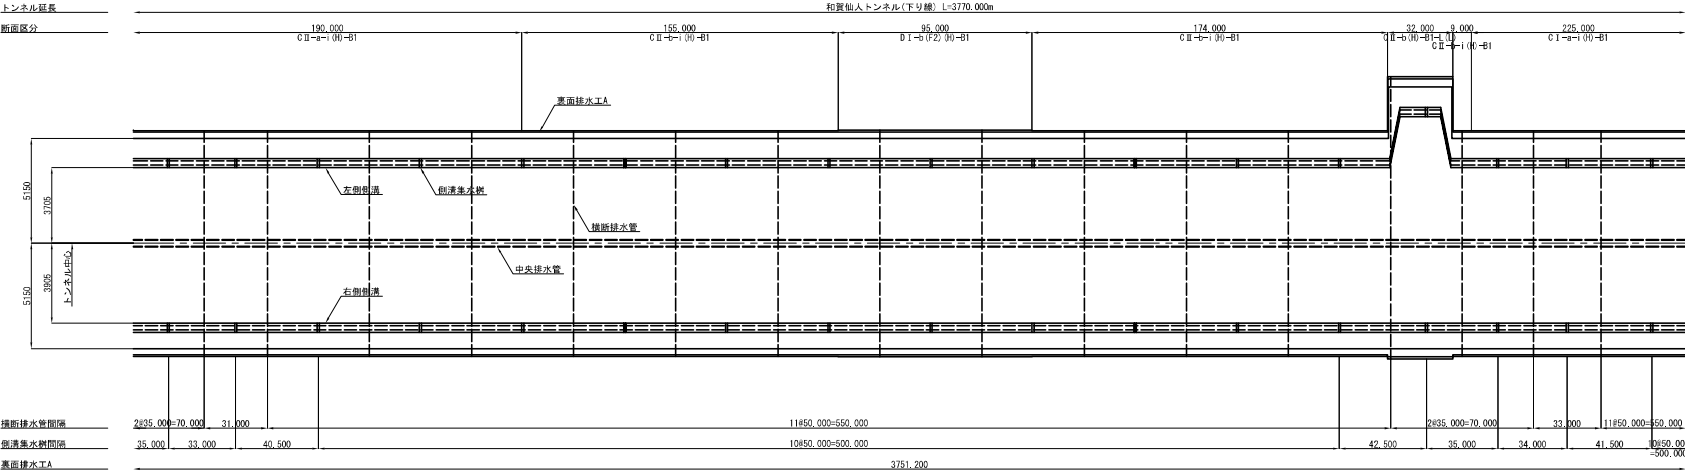 トンネル延長
和賀仙人トンネル(下り線) L=3770.000m
断面区分
190.000
155.000
95.000
174.000
32.000
9.000
225.000
CⅡ-a-i(H)-B1
CⅡ-b-i(H)-B1
DⅠ-b(F2)(H)-B1
CⅡ-b-i(H)-B1
CⅡ-b(H)-B1-L(L)
CⅠ-a-i(H)-B1
CⅡ-b-i(H)-B1
裏面排水工A
5150
3705
左側側溝
側溝集水桝
横断排水管
中央排水管
トンネル中心
5150
3905
右側側溝
横断排水管間隔
2@35.000=70.000
31.000
11@50.000=550.000
2@35.000=70.000
33.000
11@50.000=550.000
側溝集水桝間隔
35.000
33.000
40.500
10@50.000=500.000
42.500
35.000
34.000
41.500
10@50.000
=500.000
裏面排水工A
3751.200